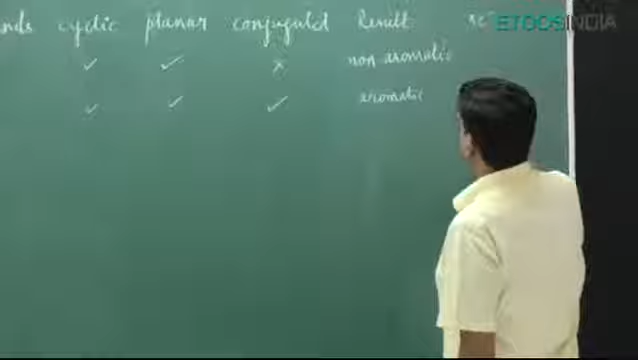 nds cyclic planar conjugated Result
ETOOSINDIA
✓ ✓ × non aromatic
✓ ✓ ✓ aromatic